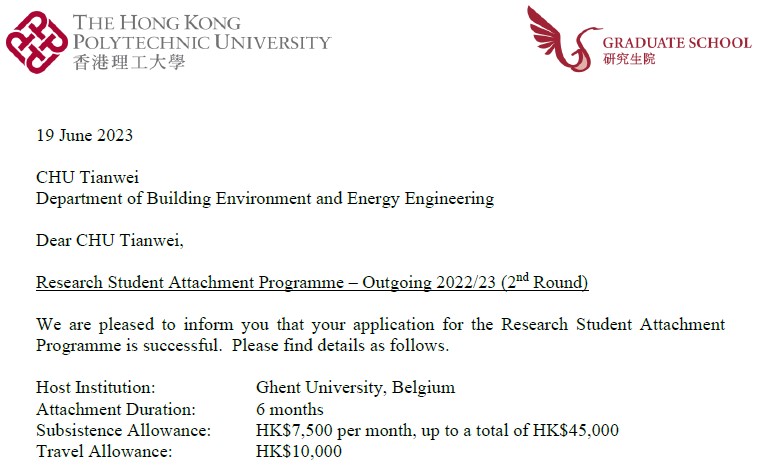 THE HONG KONG
POLYTECHNIC UNIVERSITY
香港理工大學
GRADUATE SCHOOL
研究生院
19 June 2023
CHU Tianwei
Department of Building Environment and Energy Engineering
Dear CHU Tianwei,
Research Student Attachment Programme – Outgoing 2022/23 (2nd Round)
We are pleased to inform you that your application for the Research Student Attachment
Programme is successful.  Please find details as follows.
Host Institution: Ghent University, Belgium
Attachment Duration: 6 months
Subsistence Allowance: HK$7,500 per month, up to a total of HK$45,000
Travel Allowance: HK$10,000